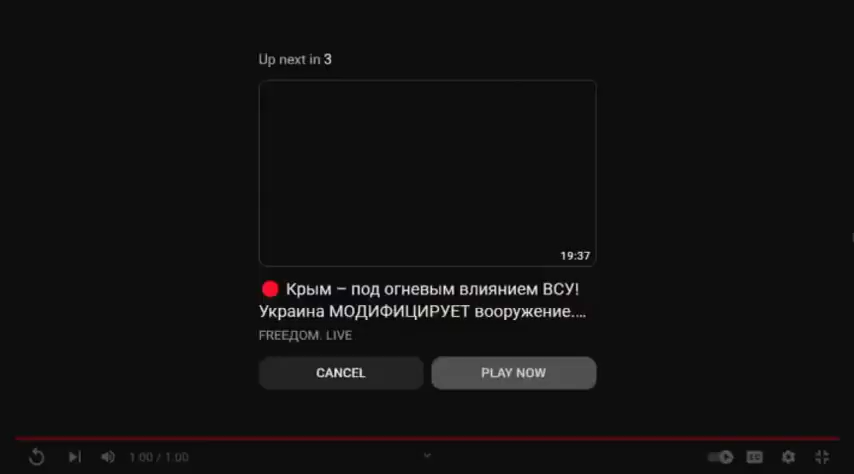 Up next in 3
19:37
Крым – под огневым влиянием ВСУ!
Украина МОДИФИЦИРУЕТ вооружение....
FREEДОМ. LIVE
CANCEL
PLAY NOW
1:00 / 1:00